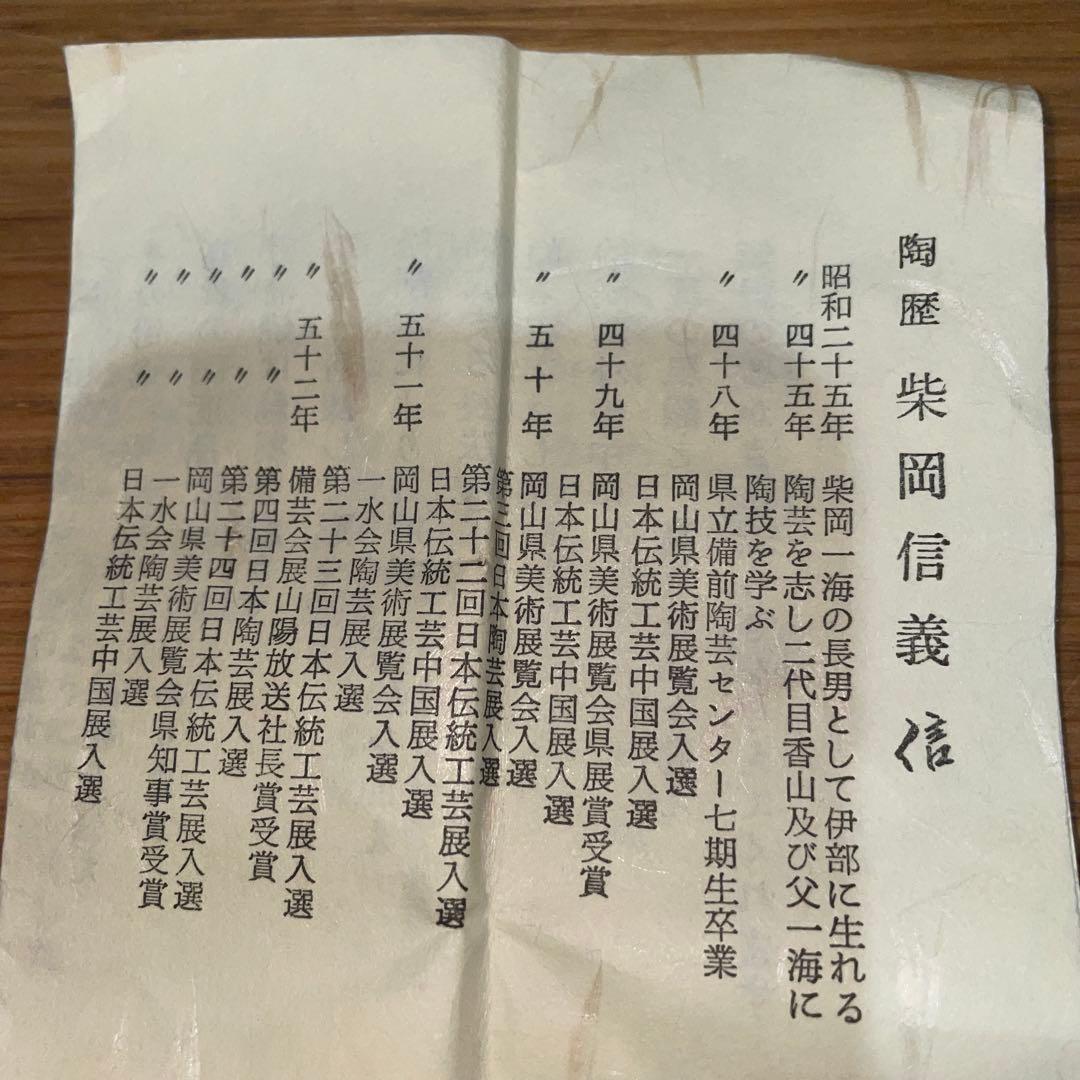 陶歴 柴岡信義 信
昭和二十五年 柴岡一海の長男として伊部に生れる
〃 四十五年 陶芸を志し二代目香山及び父一海に
陶技を学ぶ
〃 四十八年 県立備前陶芸センター七期生卒業
岡山県美術展覧会入選
日本伝統工芸中国展入選
〃 四十九年 岡山県美術展覧会県展賞受賞
日本伝統工芸中国展入選
〃 五十年 岡山県美術展覧会入選
第三回日本陶芸展入選
第二十二回日本伝統工芸展入選
日本伝統工芸中国展入選
〃 五十一年 岡山県美術展覧会入選
一水会陶芸展入選
第二十三回日本伝統工芸展入選
〃 五十二年 備芸会展山陽放送社長賞受賞
〃 〃 第四回日本陶芸展入選
〃 〃 第二十四回日本伝統工芸展入選
〃 〃 岡山県美術展覧会県知事賞受賞
〃 〃 一水会陶芸展入選
〃 〃 日本伝統工芸中国展入選